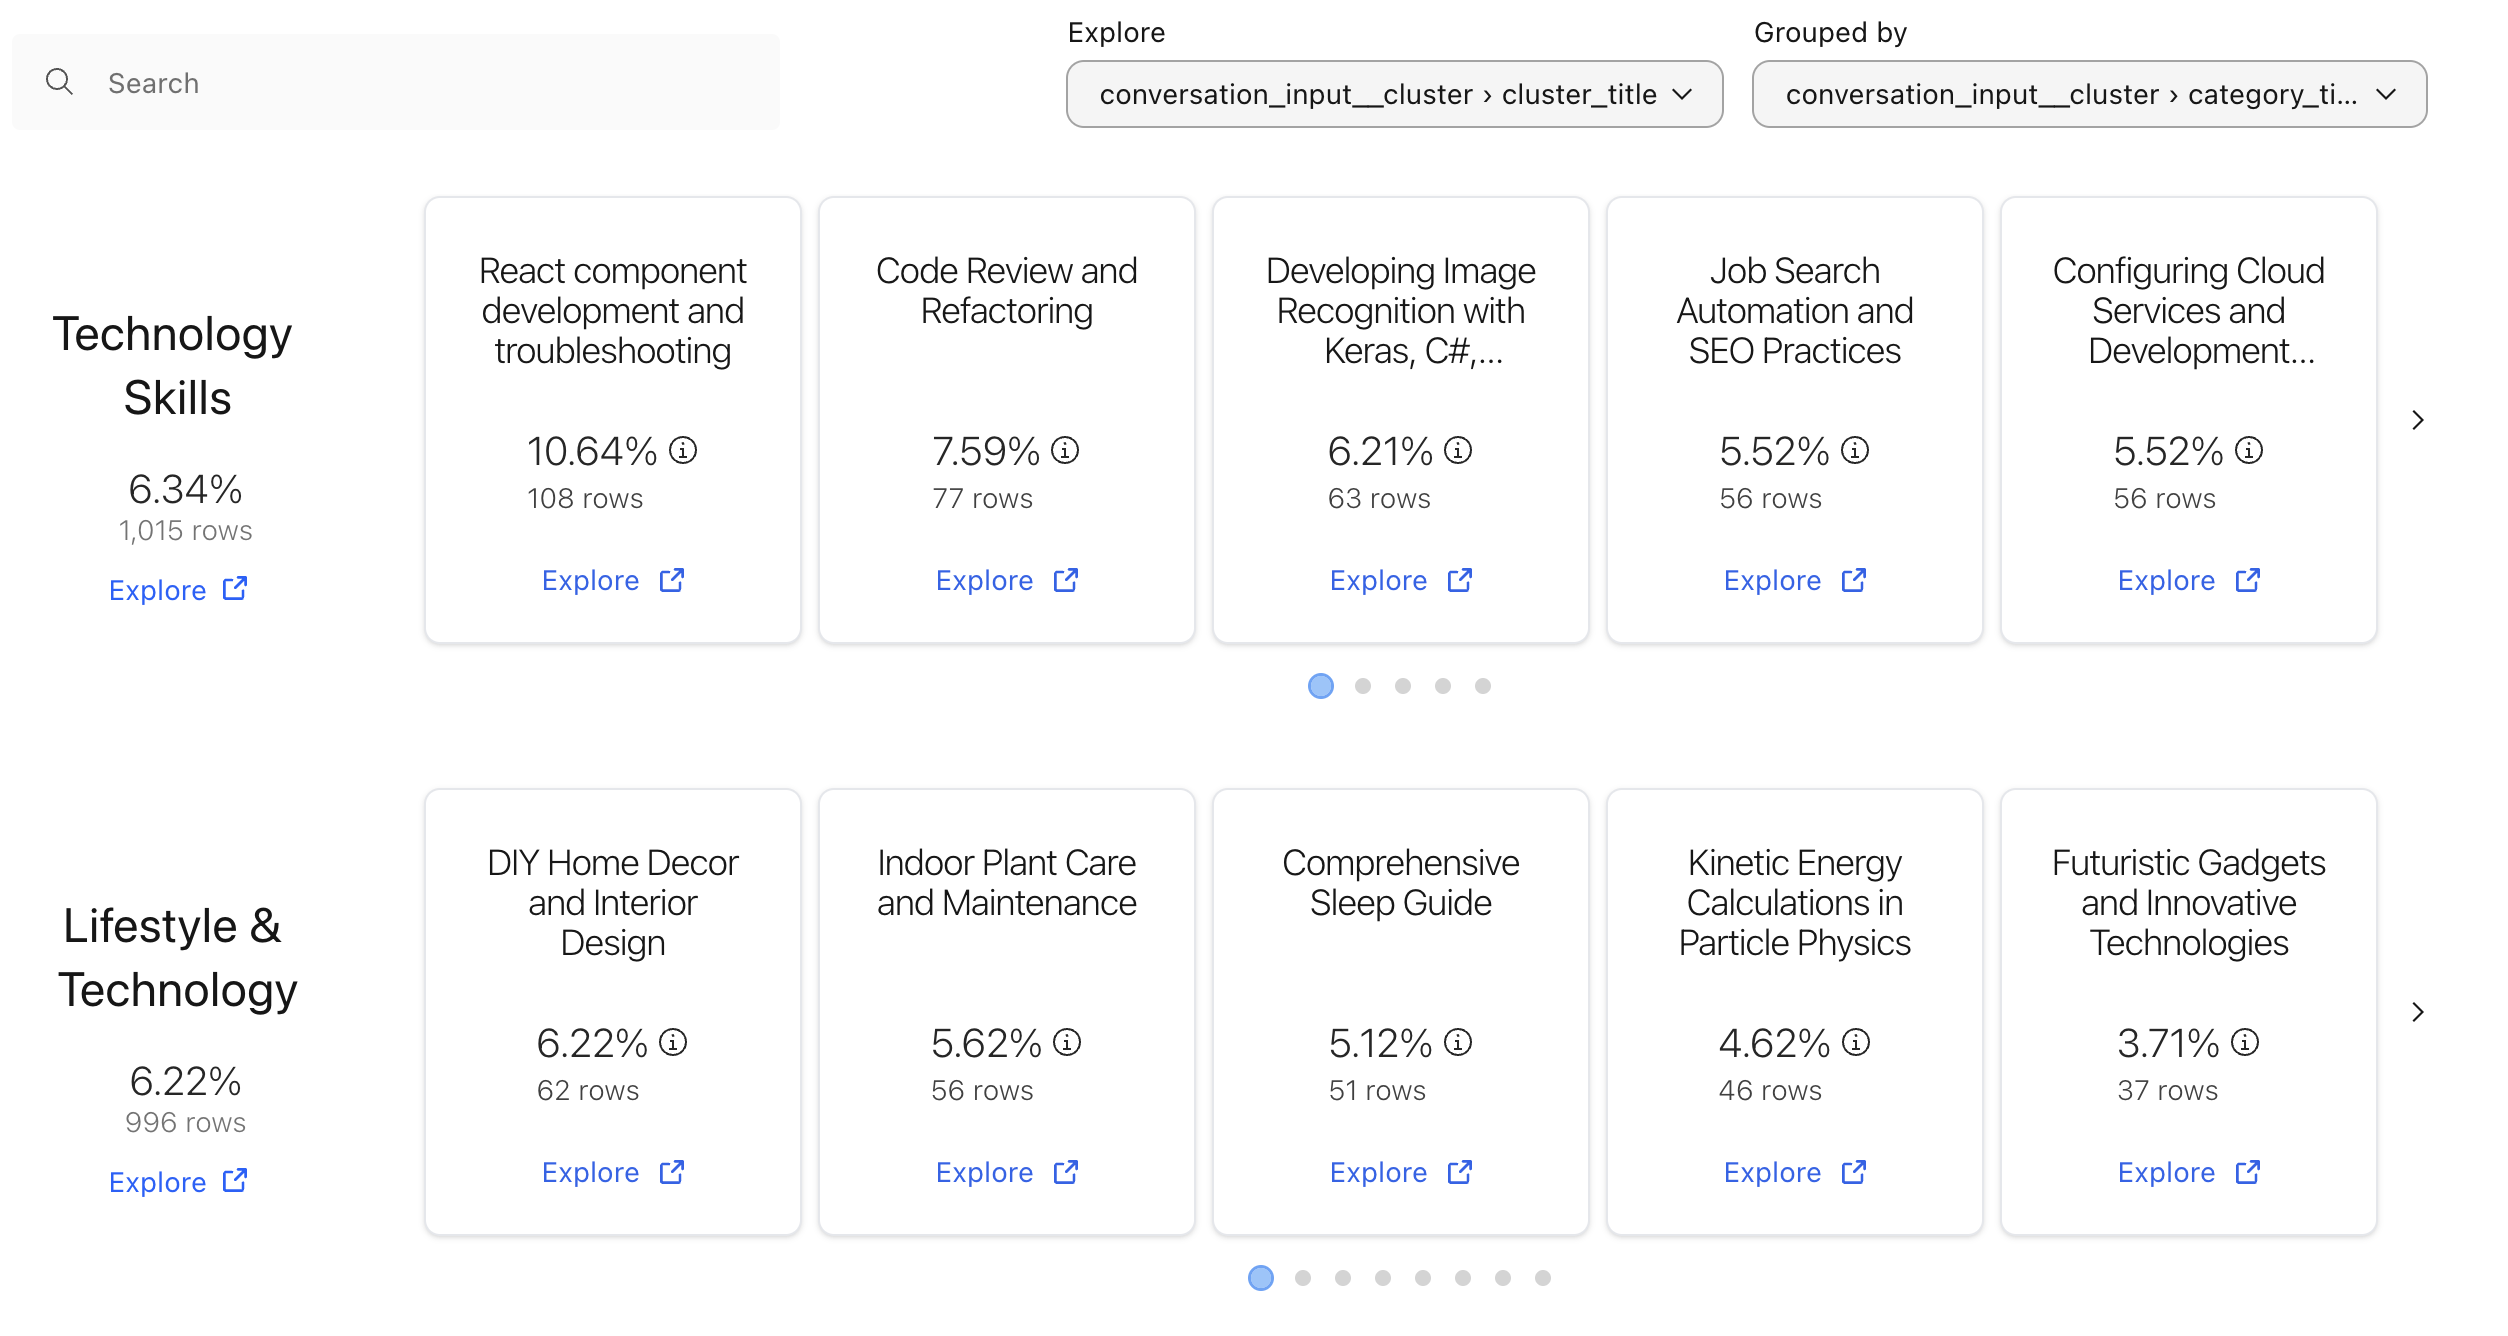 Search
Explore
conversation_input__cluster › cluster_title
Grouped by
conversation_input__cluster › category_ti...
Technology
Skills
6.34%
1,015 rows
Explore
React component
development and
troubleshooting
10.64%
108 rows
Explore
Code Review and
Refactoring
7.59%
77 rows
Explore
Developing Image
Recognition with
Keras, C#,...
6.21%
63 rows
Explore
Job Search
Automation and
SEO Practices
5.52%
56 rows
Explore
Configuring Cloud
Services and
Development...
5.52%
56 rows
Explore
Lifestyle &
Technology
6.22%
996 rows
Explore
DIY Home Decor
and Interior
Design
6.22%
62 rows
Explore
Indoor Plant Care
and Maintenance
5.62%
56 rows
Explore
Comprehensive
Sleep Guide
5.12%
51 rows
Explore
Kinetic Energy
Calculations in
Particle Physics
4.62%
46 rows
Explore
Futuristic Gadgets
and Innovative
Technologies
3.71%
37 rows
Explore